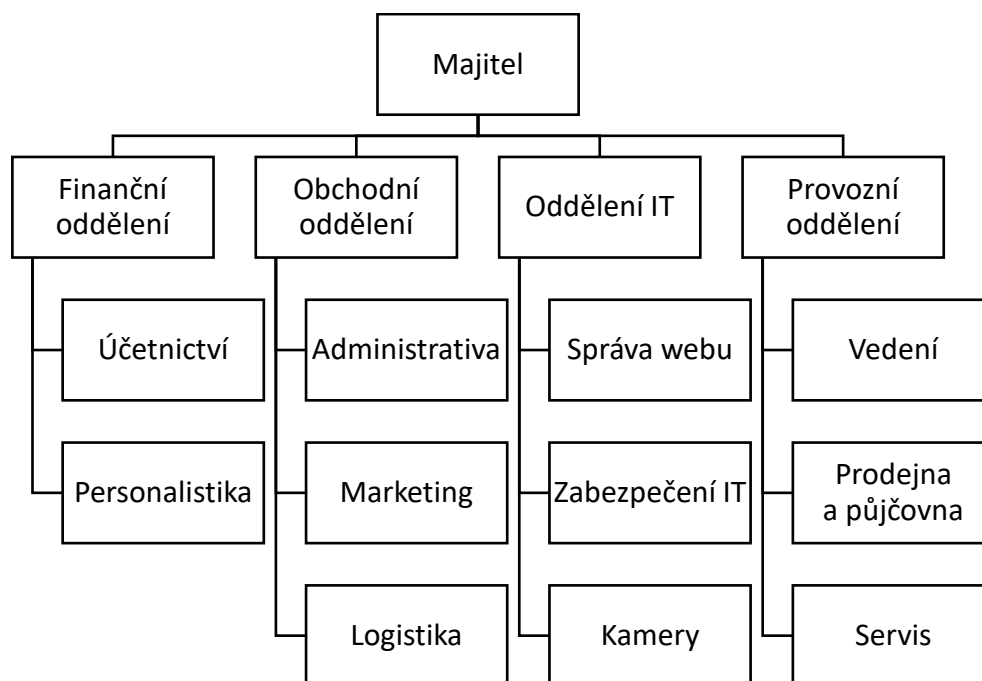 Majitel
Finanční
oddělení
Obchodní
oddělení
Oddělení IT
Provozní
oddělení
Účetnictví
Administrativa
Správa webu
Vedení
Personalistika
Marketing
Zabezpečení IT
Prodejna
a půjčovna
Logistika
Kamery
Servis